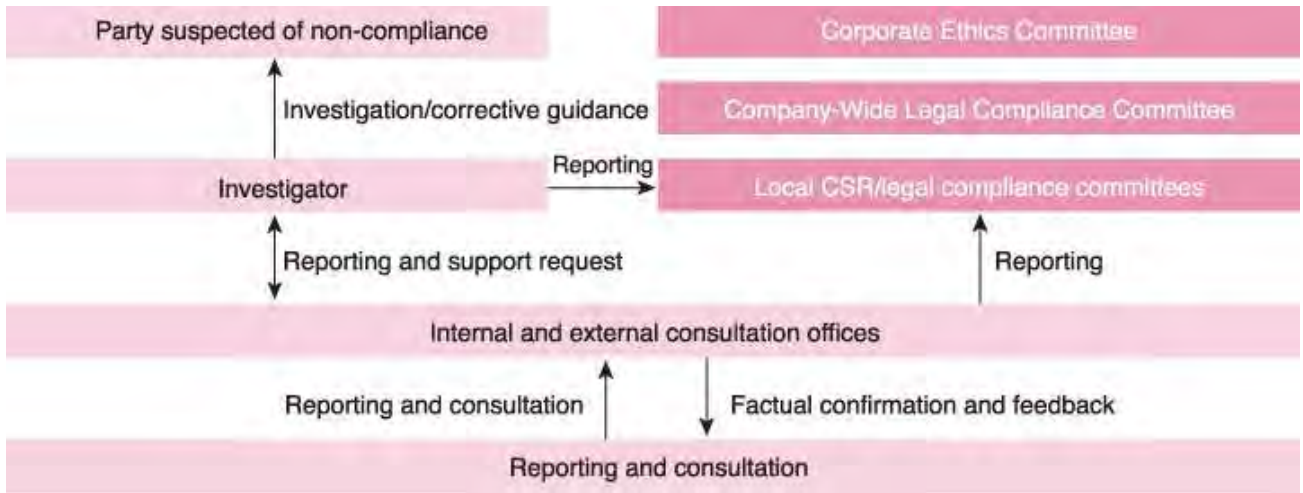 Party suspected of non-compliance
Corporate Ethics Committee
Investigation/corrective guidance
Company-Wide Legal Compliance Committee
Reporting
Investigator
Local CSR/legal compliance committees
Reporting and support request
Reporting
Internal and external consultation offices
Reporting and consultation
Factual confirmation and feedback
Reporting and consultation